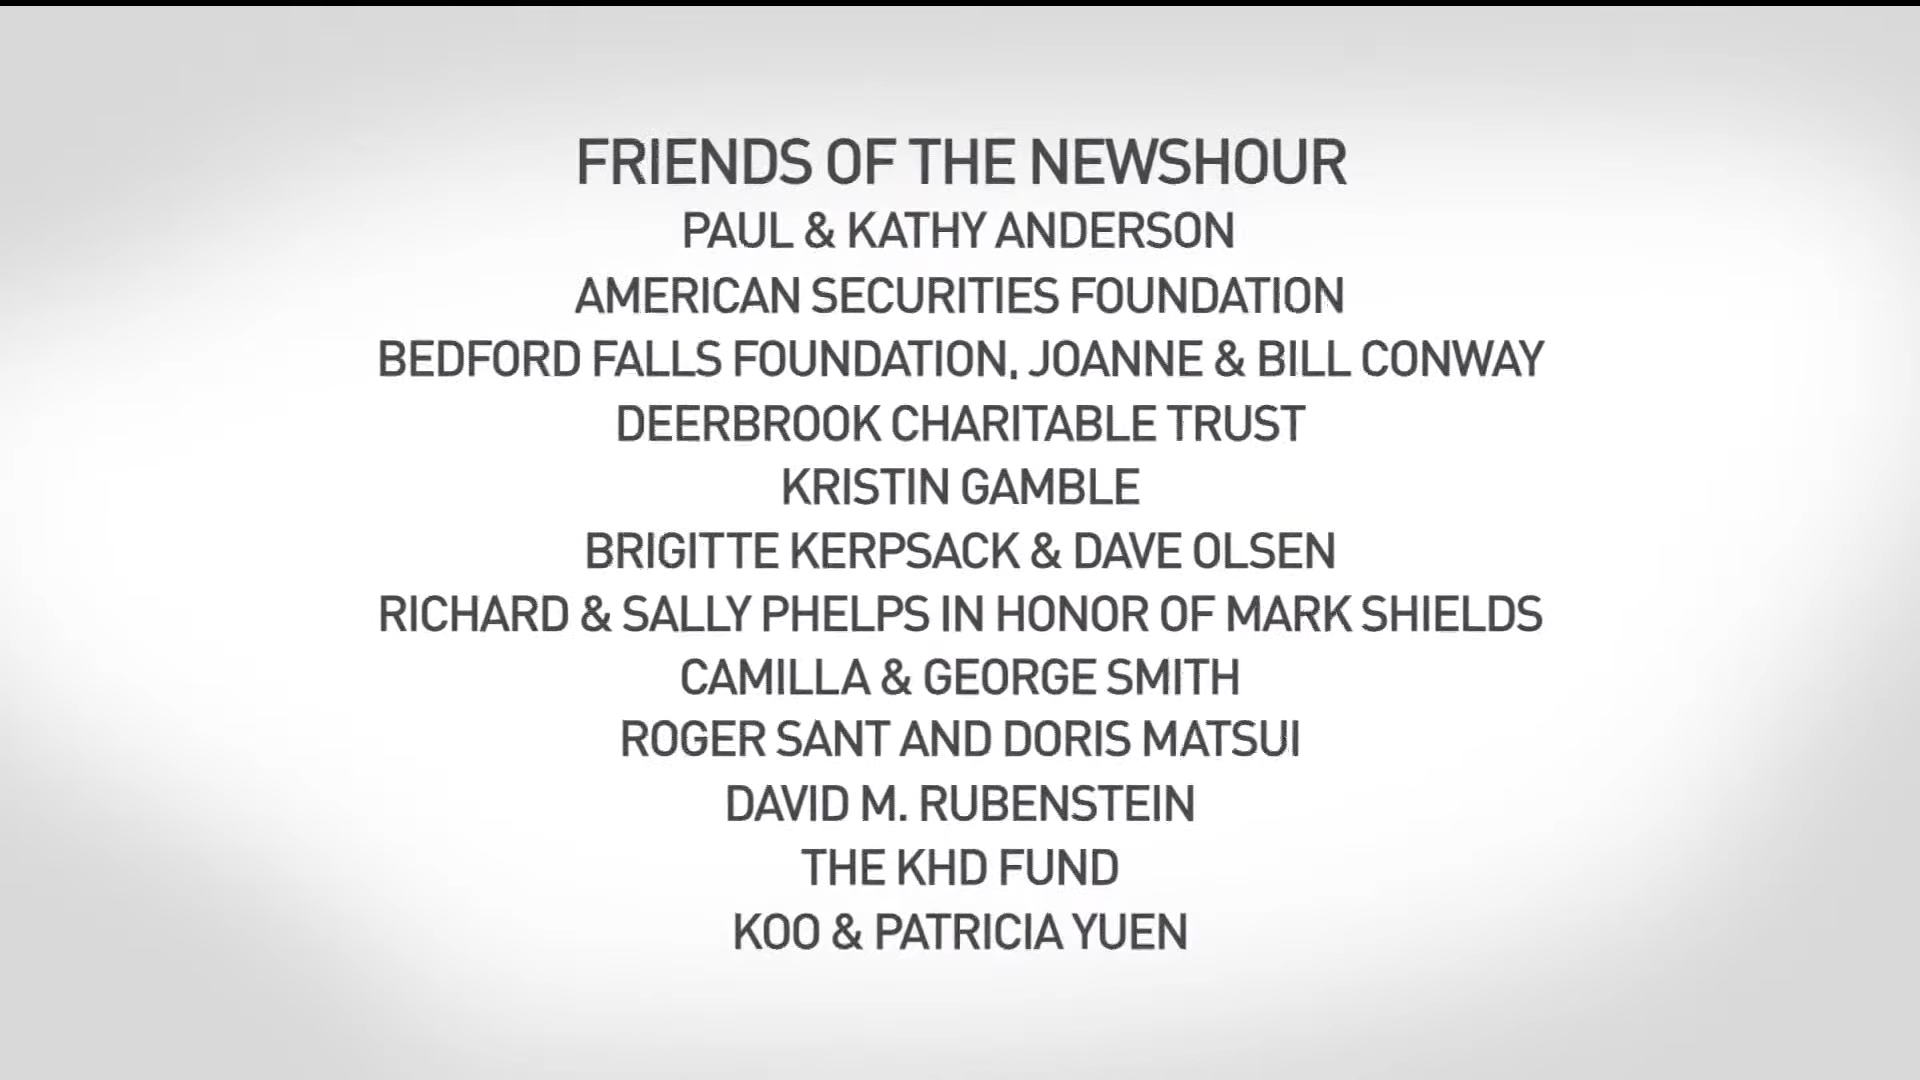 FRIENDS OF THE NEWSHOUR
PAUL & KATHY ANDERSON
AMERICAN SECURITIES FOUNDATION
BEDFORD FALLS FOUNDATION, JOANNE & BILL CONWAY
DEERBROOK CHARITABLE TRUST
KRISTIN GAMBLE
BRIGITTE KERPSACK & DAVE OLSEN
RICHARD & SALLY PHELPS IN HONOR OF MARK SHIELDS
CAMILLA & GEORGE SMITH
ROGER SANT AND DORIS MATSUI
DAVID M. RUBENSTEIN
THE KHD FUND
KOO & PATRICIA YUEN